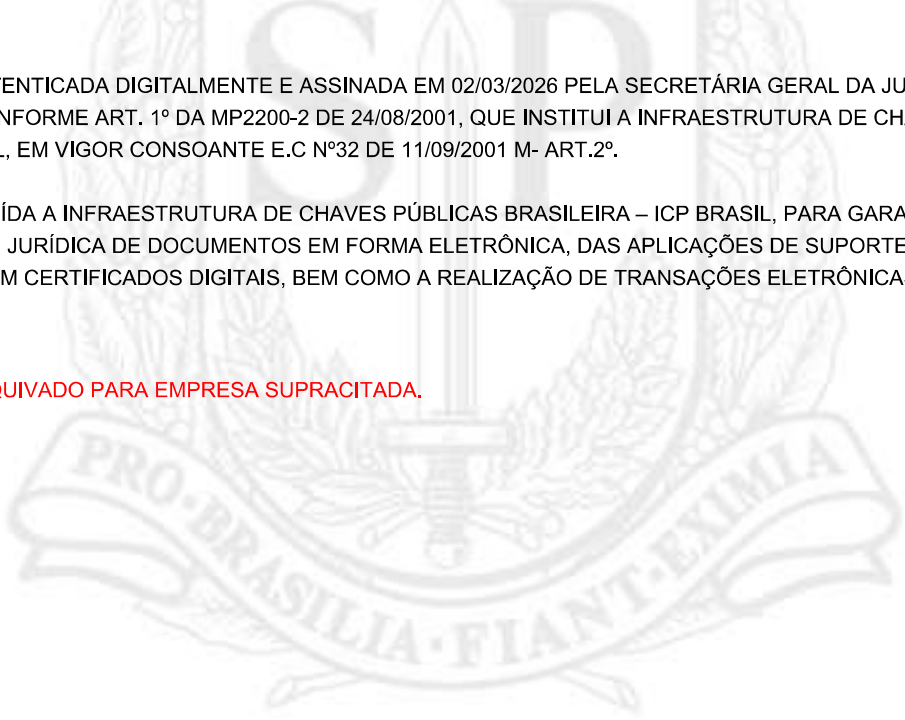 TENTICADA DIGITALMENTE E ASSINADA EM 02/03/2026 PELA SECRETÁRIA GERAL DA JU
NFORME ART. 1º DA MP2200-2 DE 24/08/2001, QUE INSTITUI A INFRAESTRUTURA DE CHA
L, EM VIGOR CONSOANTE E.C Nº32 DE 11/09/2001 M- ART.2º.
ÍDA A INFRAESTRUTURA DE CHAVES PÚBLICAS BRASILEIRA – ICP BRASIL, PARA GARA
JURÍDICA DE DOCUMENTOS EM FORMA ELETRÔNICA, DAS APLICAÇÕES DE SUPORTE
M CERTIFICADOS DIGITAIS, BEM COMO A REALIZAÇÃO DE TRANSAÇÕES ELETRÔNICA
QUIVADO PARA EMPRESA SUPRACITADA.
SP
PRO·BRASILIA·FIANT·EXIMIA